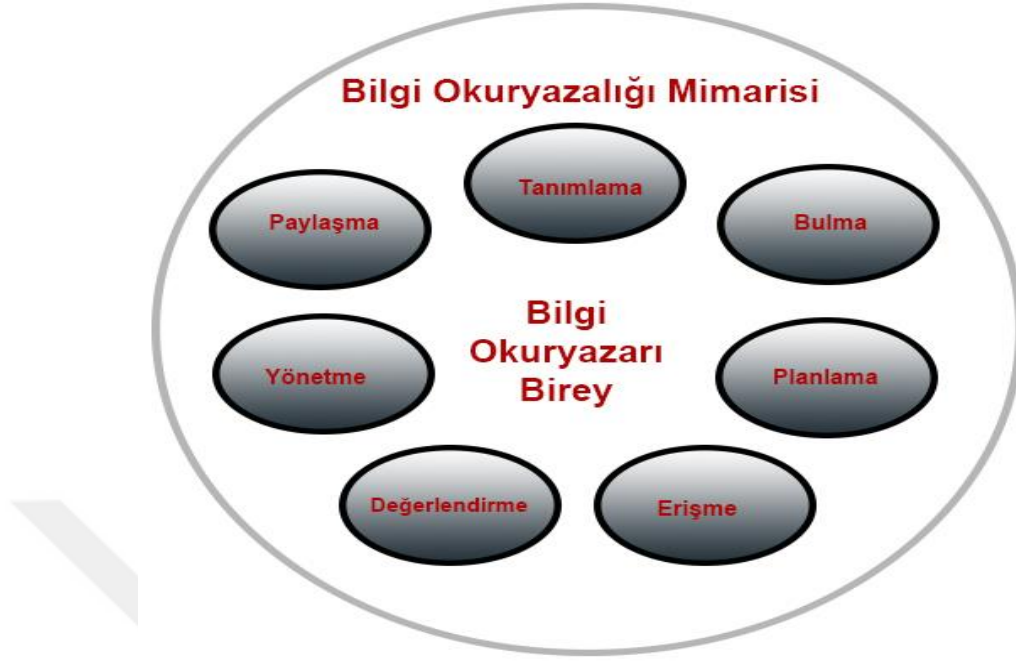 Bilgi Okuryazalığı Mimarisi
Tanımlama
Paylaşma
Bulma
Bilgi
Okuryazarı
Birey
Yönetme
Planlama
Değerlendirme
Erişme